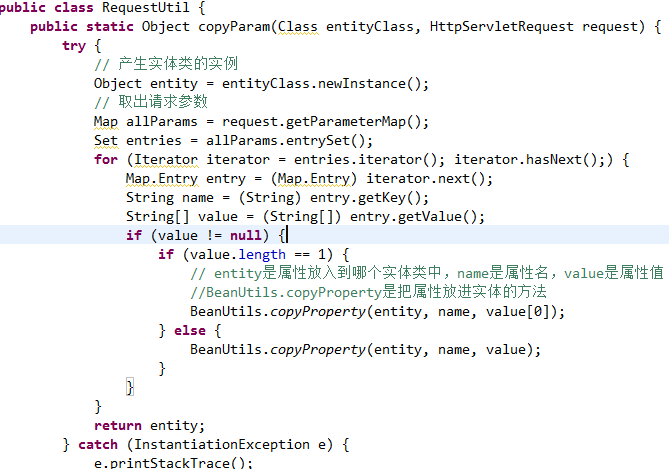 public class RequestUtil {
    public static Object copyParam(Class entityClass, HttpServletRequest request) {
        try {
            // 产生实体类的实例
            Object entity = entityClass.newInstance();
            // 取出请求参数
            Map allParams = request.getParameterMap();
            Set entries = allParams.entrySet();
            for (Iterator iterator = entries.iterator(); iterator.hasNext();) {
                Map.Entry entry = (Map.Entry) iterator.next();
                String name = (String) entry.getKey();
                String[] value = (String[]) entry.getValue();
                if (value != null) {
                    if (value.length == 1) {
                        // entity是属性放入到哪个实体类中，name是属性名，value是属性值
                        //BeanUtils.copyProperty是把属性放进实体的方法
                        BeanUtils.copyProperty(entity, name, value[0]);
                    } else {
                        BeanUtils.copyProperty(entity, name, value);
                    }
                }
            }
            return entity;
        } catch (InstantiationException e) {
            e.printStackTrace();